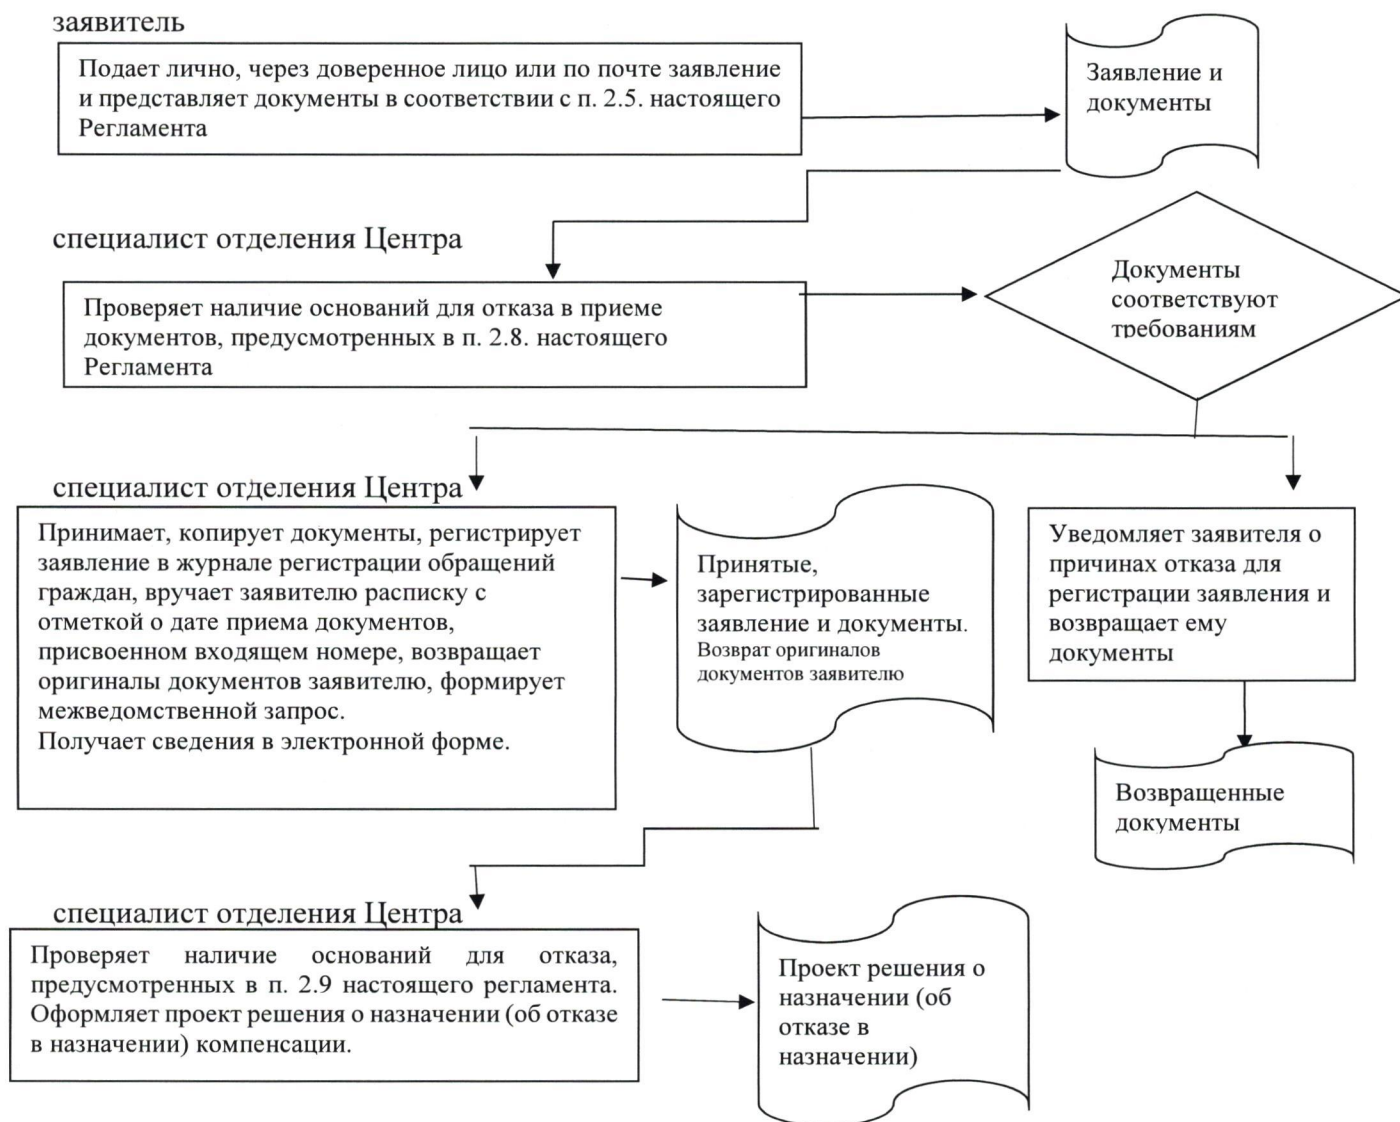 заявитель
Подает лично, через доверенное лицо или по почте заявление
и представляет документы в соответствии с п. 2.5. настоящего
Регламента
Заявление и
документы
специалист отделения Центра
Проверяет наличие оснований для отказа в приеме
документов, предусмотренных в п. 2.8. настоящего
Регламента
Документы
соответствуют
требованиям
специалист отделения Центра
Принимает, копирует документы, регистрирует
заявление в журнале регистрации обращений
граждан, вручает заявителю расписку с
отметкой о дате приема документов,
присвоенном входящем номере, возвращает
оригиналы документов заявителю, формирует
межведомственной запрос.
Получает сведения в электронной форме.
Принятые,
зарегистрированные
заявление и документы.
Возврат оригиналов
документов заявителю
Уведомляет заявителя о
причинах отказа для
регистрации заявления и
возвращает ему
документы
Возвращенные
документы
специалист отделения Центра
Проверяет наличие оснований для отказа,
предусмотренных в п. 2.9 настоящего регламента.
Оформляет проект решения о назначении (об отказе
в назначении) компенсации.
Проект решения о
назначении (об
отказе в
назначении)